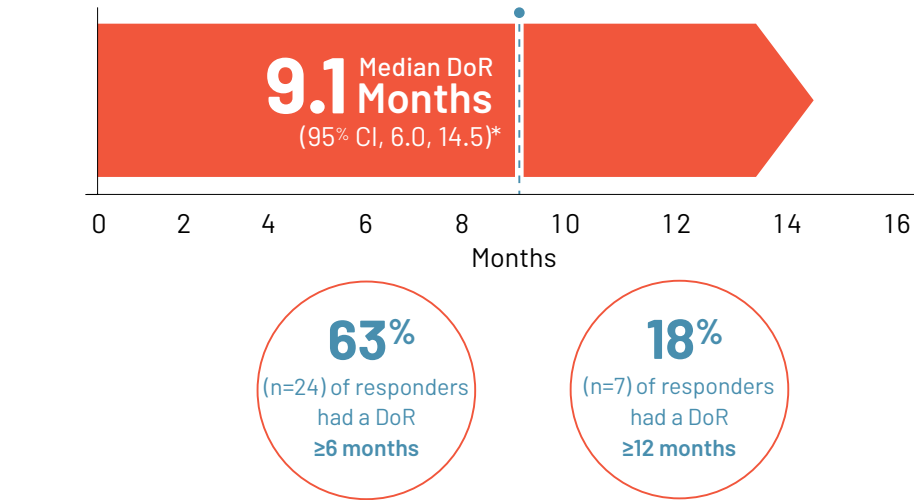 9.1 Median DoR
Months
(95% CI, 6.0, 14.5)*
0 2 4 6 8 10 12 14 16
Months
63%
(n=24) of responders
had a DoR
≥6 months
18%
(n=7) of responders
had a DoR
≥12 months